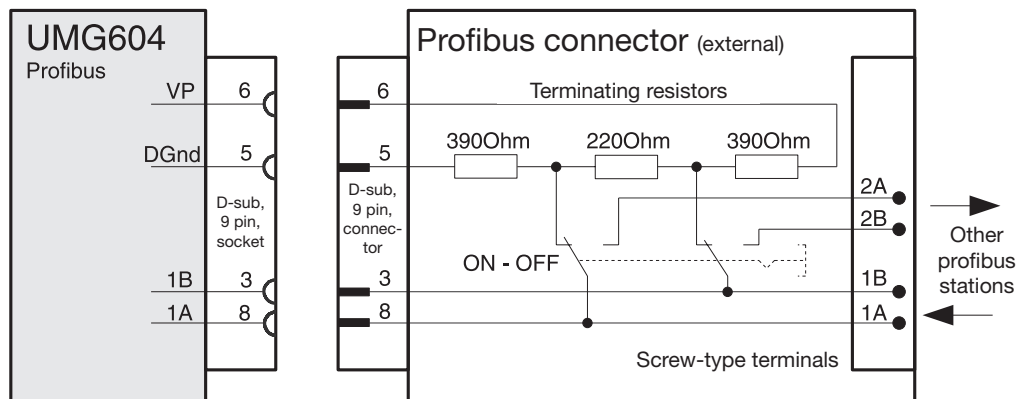 UMG604
Profibus
VP 6
DGnd 5
D-sub,
9 pin,
socket
1B 3
1A 8
Profibus connector (external)
6 Terminating resistors
5 390Ohm 220Ohm 390Ohm
D-sub,
9 pin,
connec-
tor
ON - OFF
3
8
2A
2B
1B
1A
Screw-type terminals
Other
profibus
stations